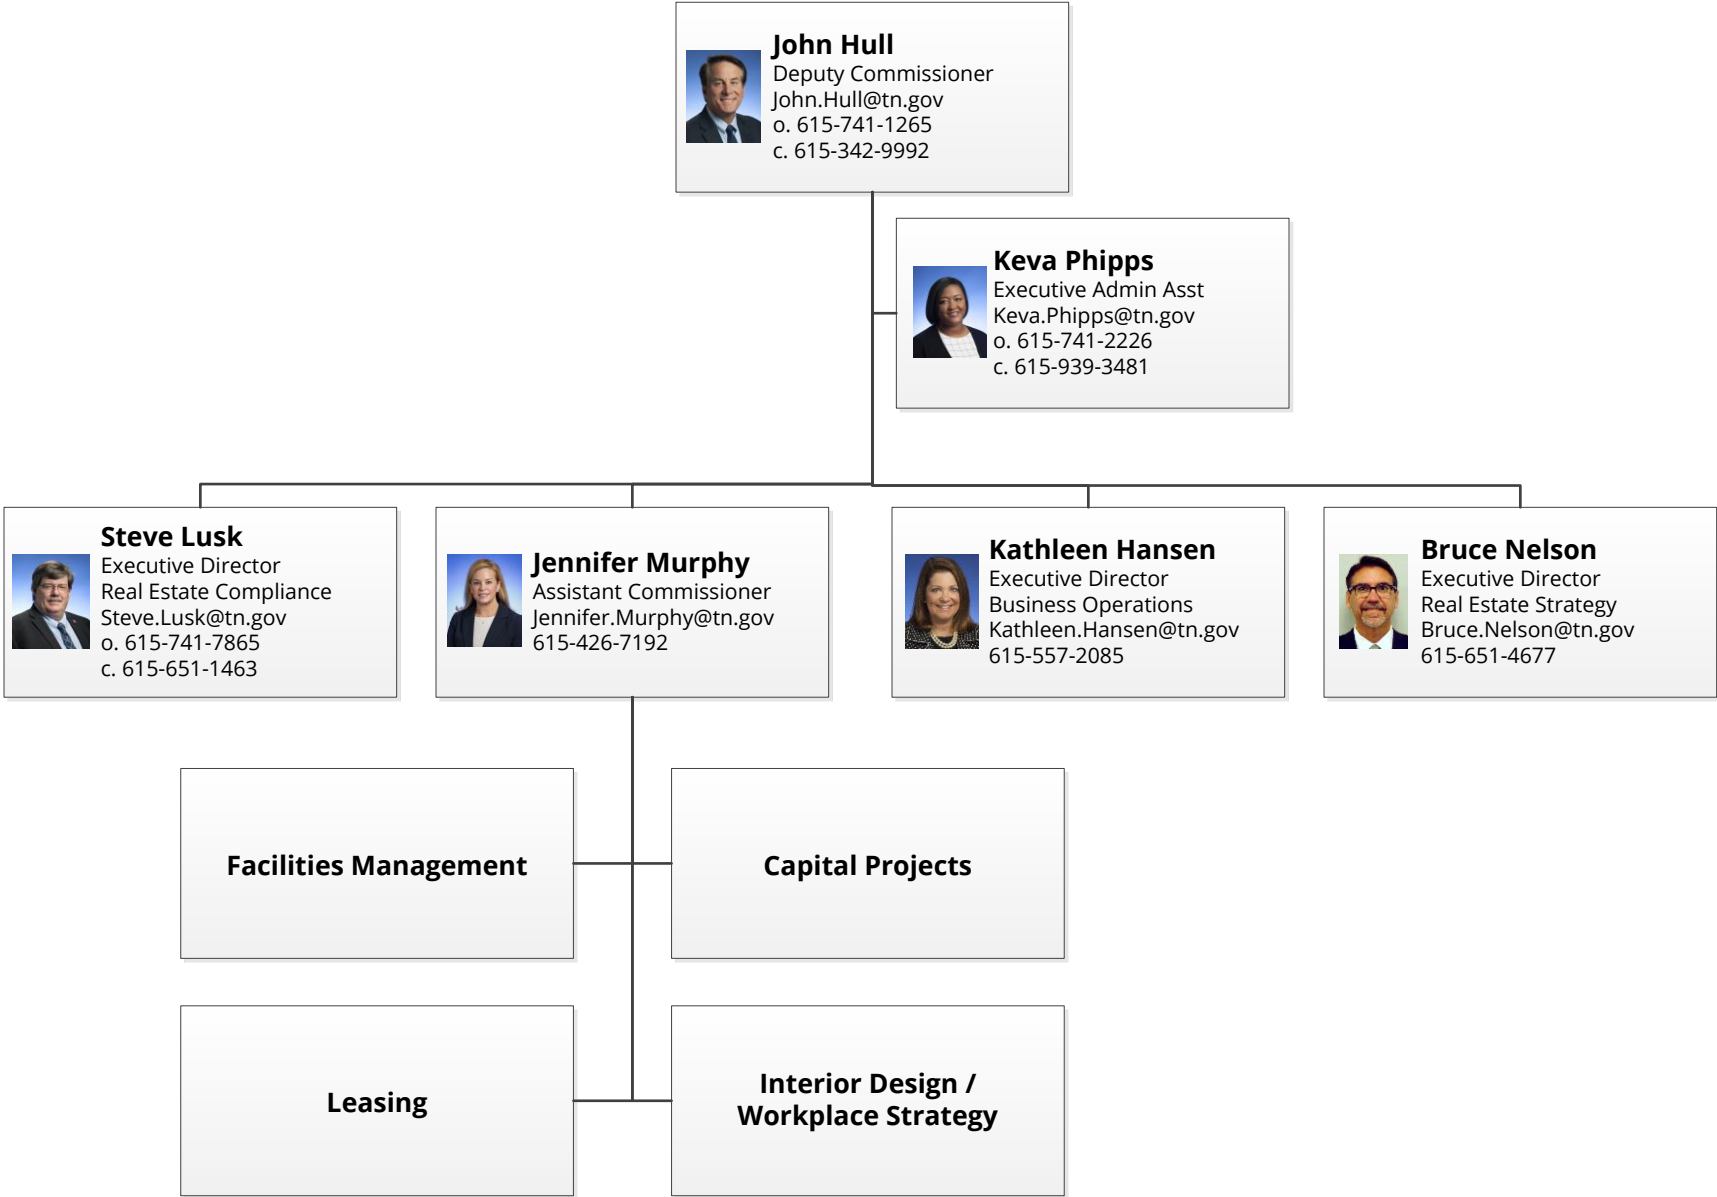 John Hull
Deputy Commissioner
John.Hull@tn.gov
o. 615-741-1265
c. 615-342-9992
Keva Phipps
Executive Admin Asst
Keva.Phipps@tn.gov
o. 615-741-2226
c. 615-939-3481
Steve Lusk
Executive Director
Real Estate Compliance
Steve.Lusk@tn.gov
o. 615-741-7865
c. 615-651-1463
Jennifer Murphy
Assistant Commissioner
Jennifer.Murphy@tn.gov
615-426-7192
Kathleen Hansen
Executive Director
Business Operations
Kathleen.Hansen@tn.gov
615-557-2085
Bruce Nelson
Executive Director
Real Estate Strategy
Bruce.Nelson@tn.gov
615-651-4677
Facilities Management
Capital Projects
Leasing
Interior Design /
Workplace Strategy